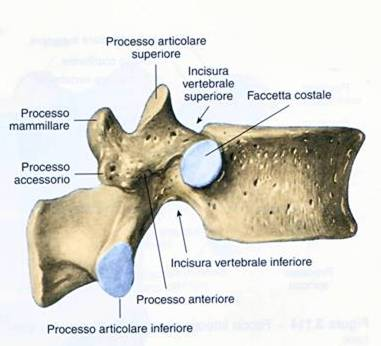 Processo articolare
superiore
Incisura
vertebrale
superiore
Faccetta costale
Processo
mammillare
Processo
accessorio
Incisura vertebrale inferiore
Processo anteriore
Processo articolare inferiore